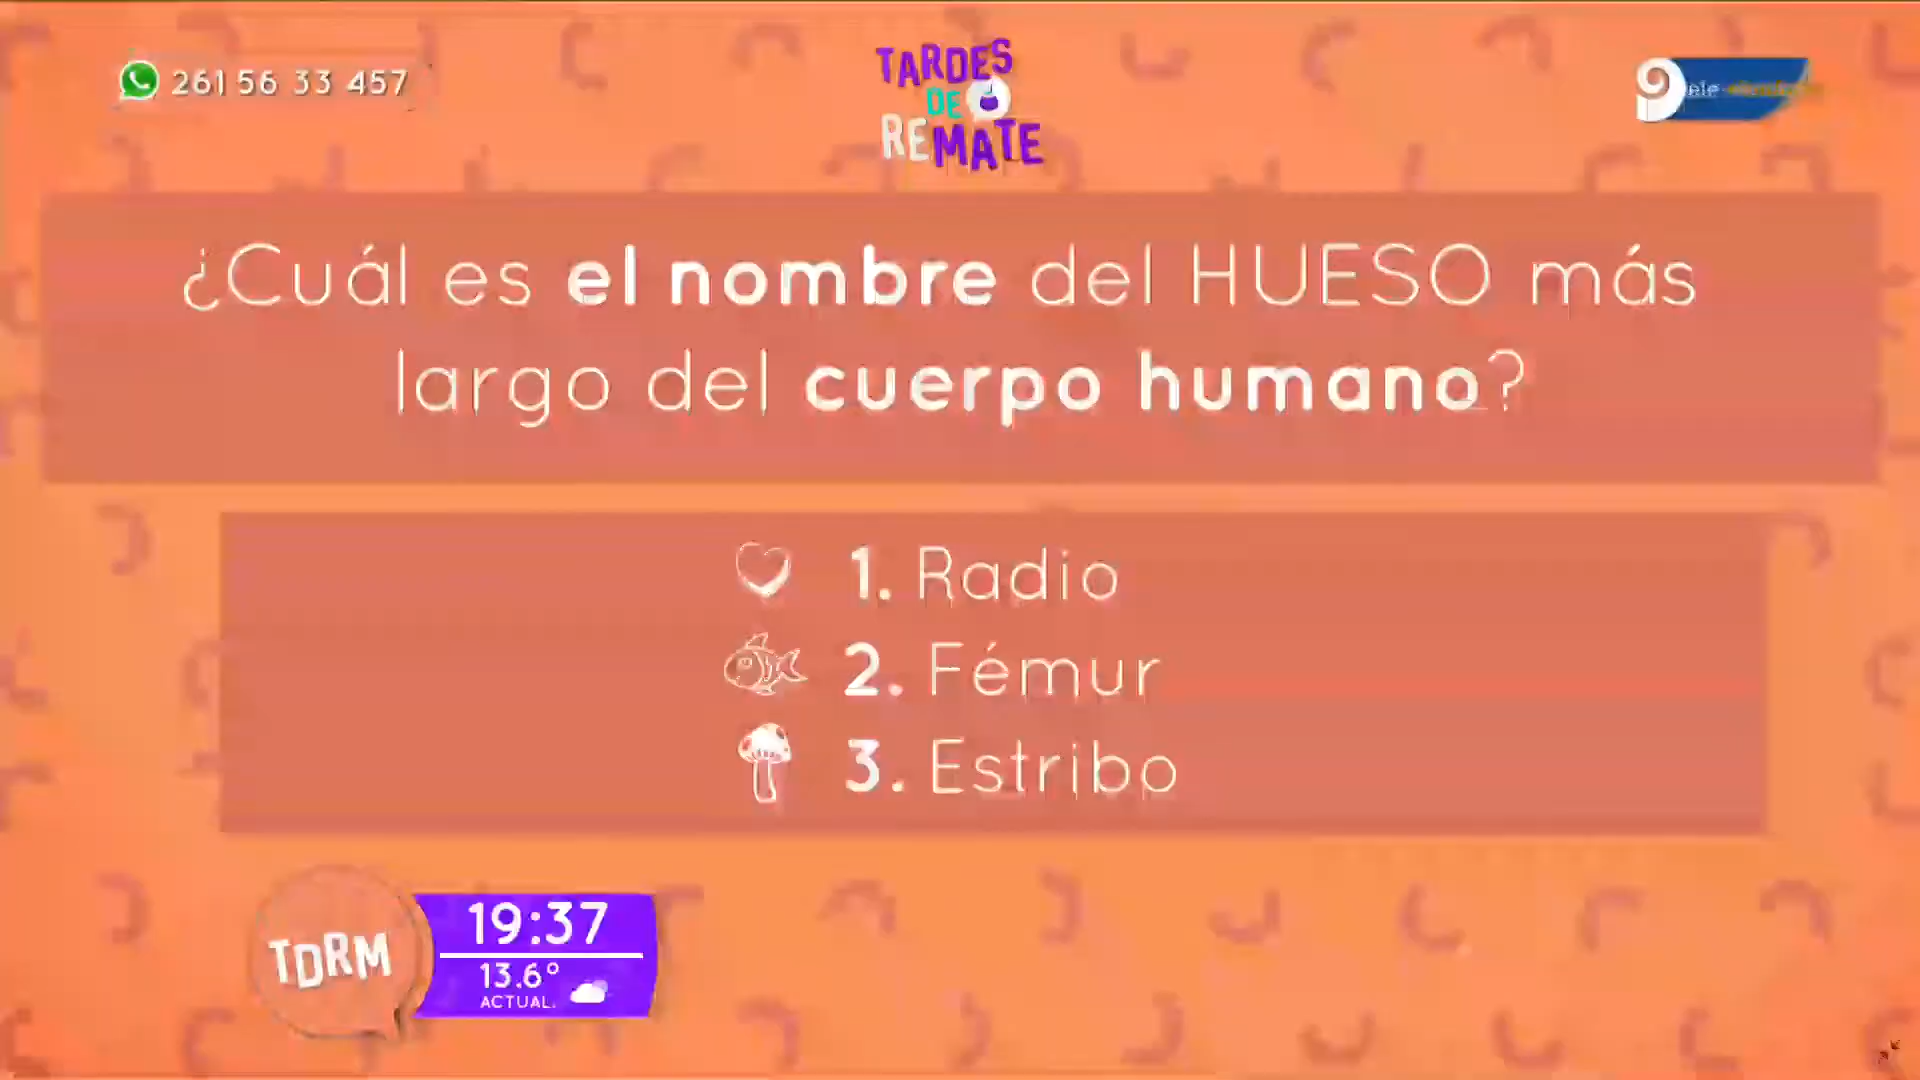 261 56 33 457
TARDES
DE
REMATE
9
¿Cuál es el nombre del HUESO más
largo del cuerpo humano?
1. Radio
2. Fémur
3. Estribo
TDRM
19:37
13.6°
ACTUAL.